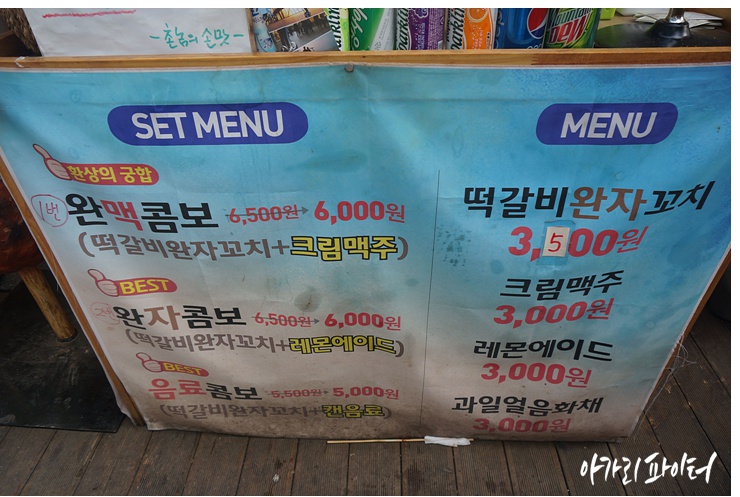 -촌놈의 손맛-
SET MENU
환상의 궁합
1번 완맥콤보 6,500원→6,000원
(떡갈비완자꼬치+크림맥주)
BEST
완자콤보 6,500원→6,000원
(떡갈비완자꼬치+레몬에이드)
BEST
음료콤보 5,500원→5,000원
(떡갈비완자꼬치+캔음료)
MENU
떡갈비완자꼬치
3,500원
크림맥주
3,000원
레몬에이드
3,000원
과일얼음화채
3,000원
아가리파이터